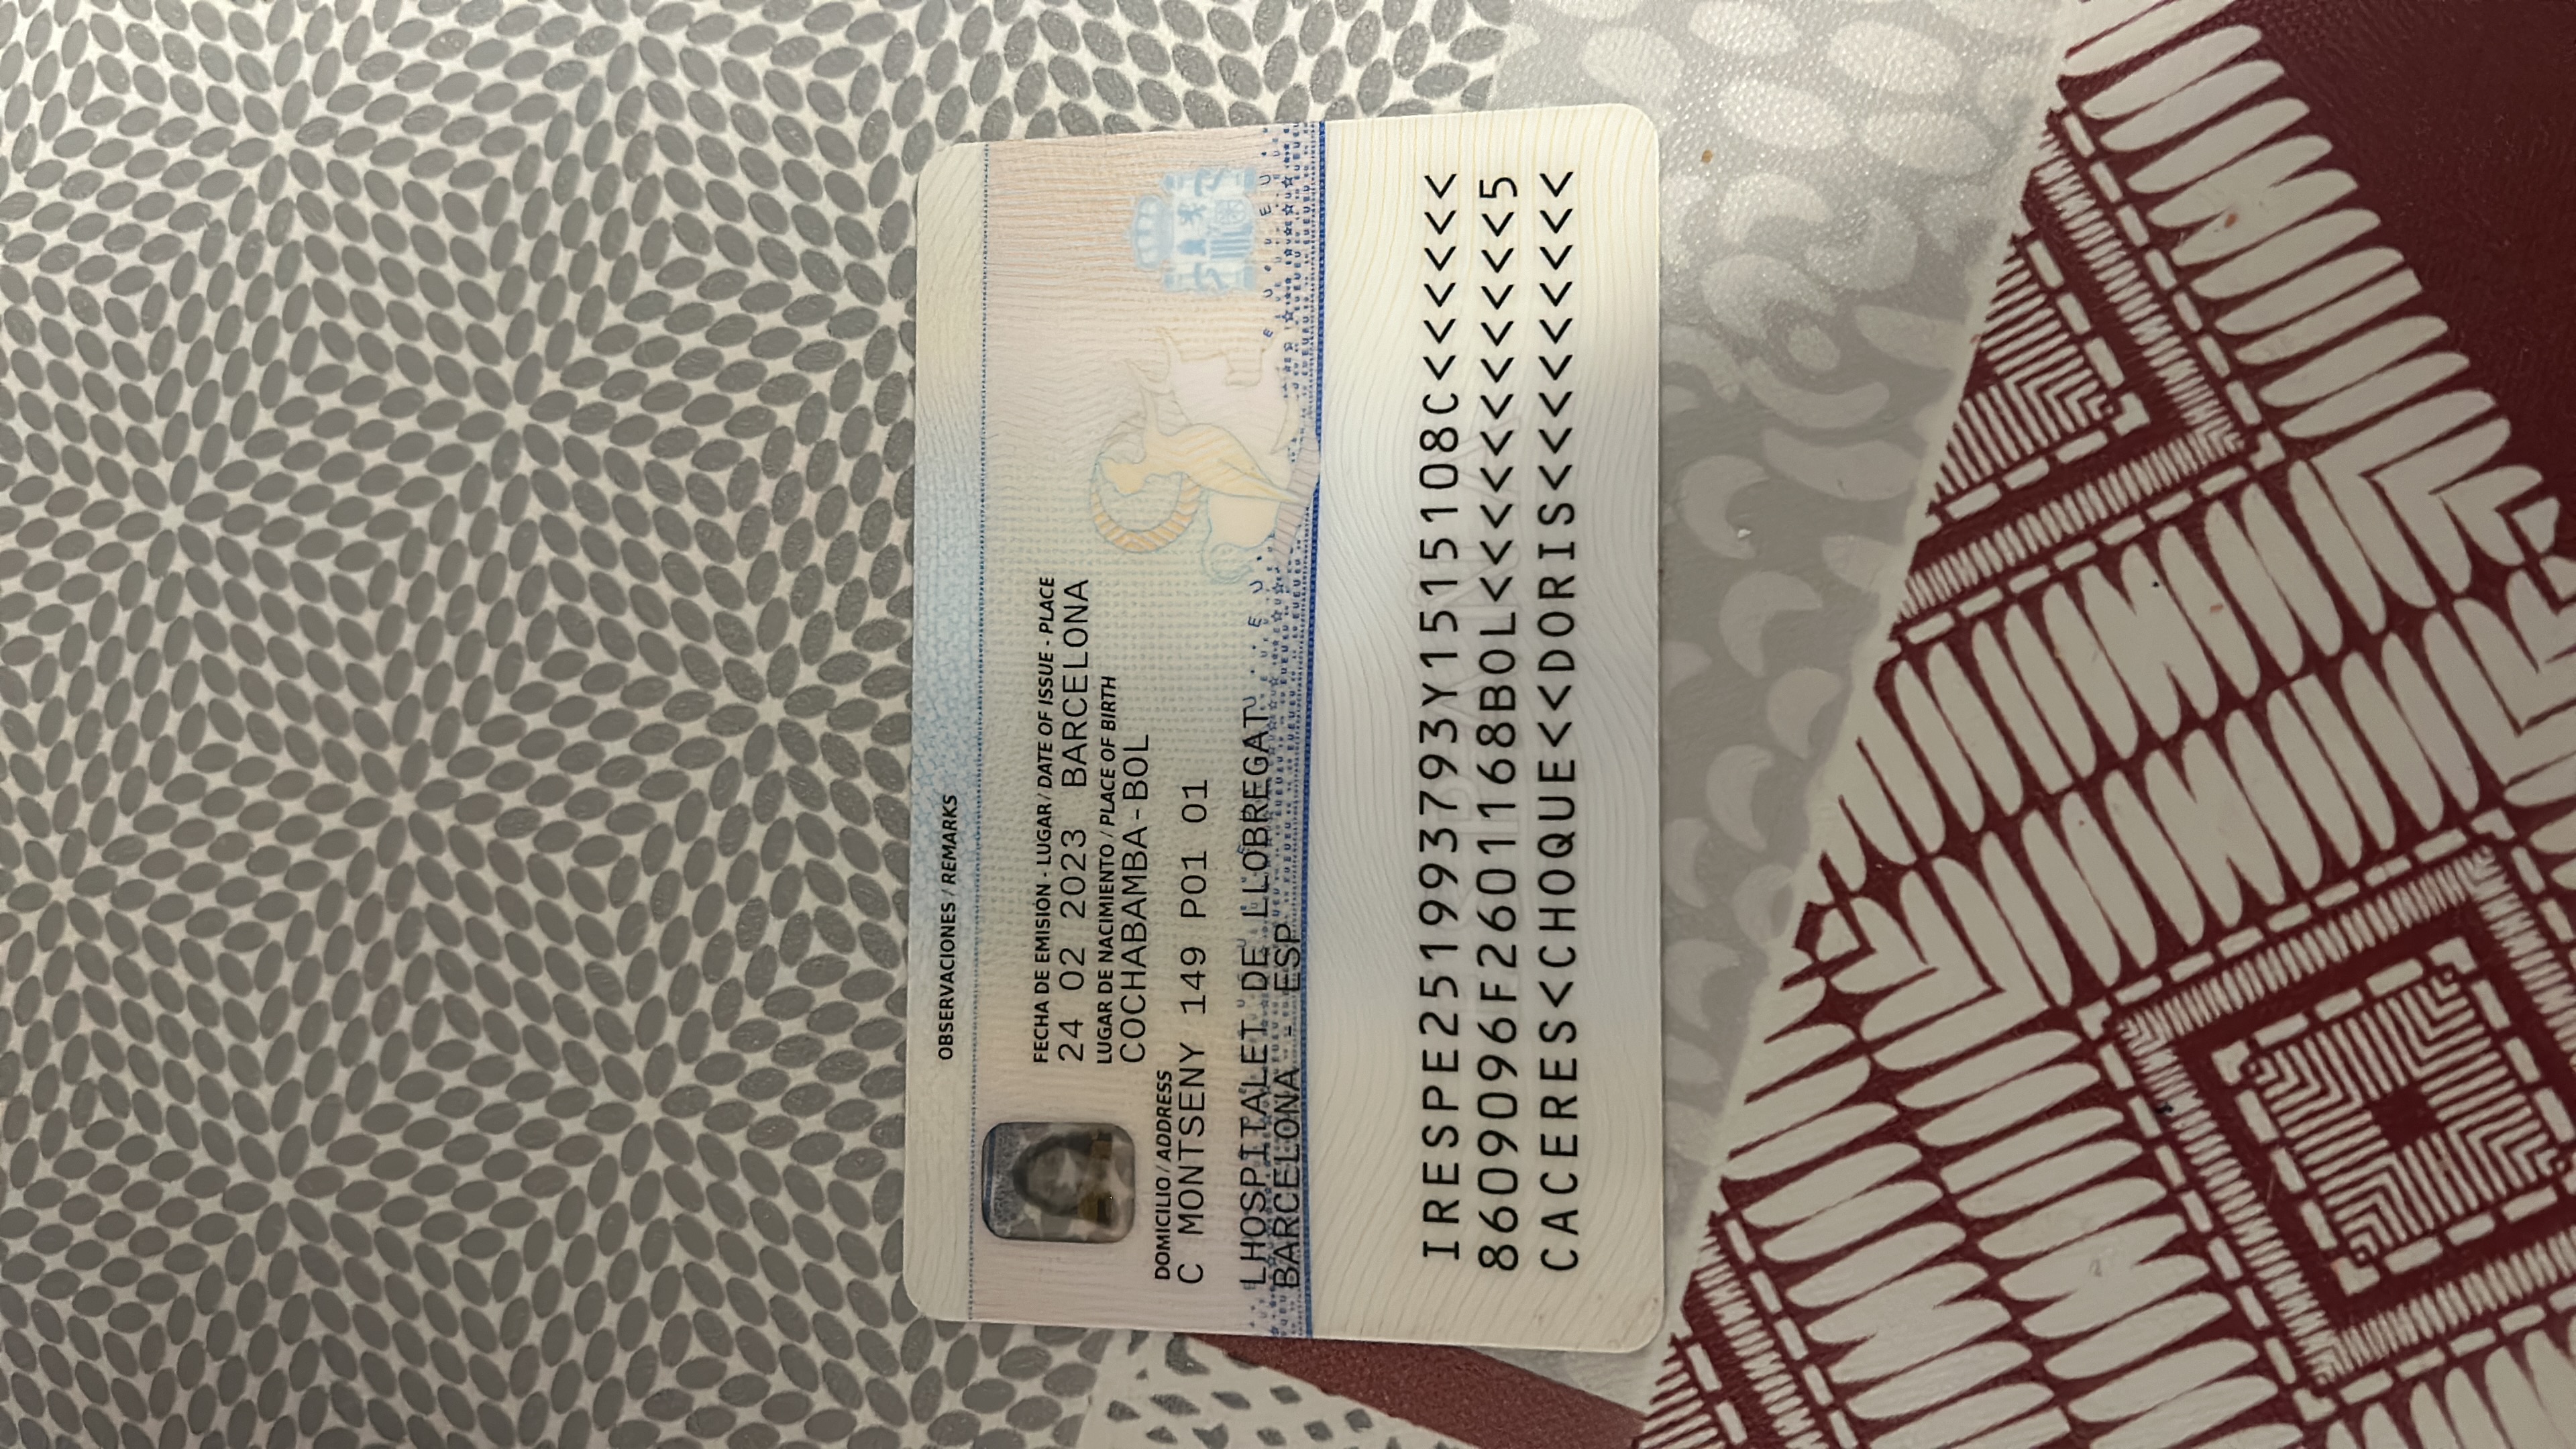 OBSERVACIONES / REMARKS
FECHA DE EMISIÓN - LUGAR / DATE OF ISSUE - PLACE
24 02 2023 BARCELONA
LUGAR DE NACIMIENTO / PLACE OF BIRTH
COCHABAMBA-BOL
DOMICILIO / ADDRESS
C MONTSENY 149 P01 01
LHOSPITALET DE LLOBREGAT
BARCELONA - ESP
IRESPE251993793Y1515108C<<<<<<
8609096F2601168BOL<<<<<<<<<<<5
CACERES<CHOQUE<<DORIS<<<<<<<<<